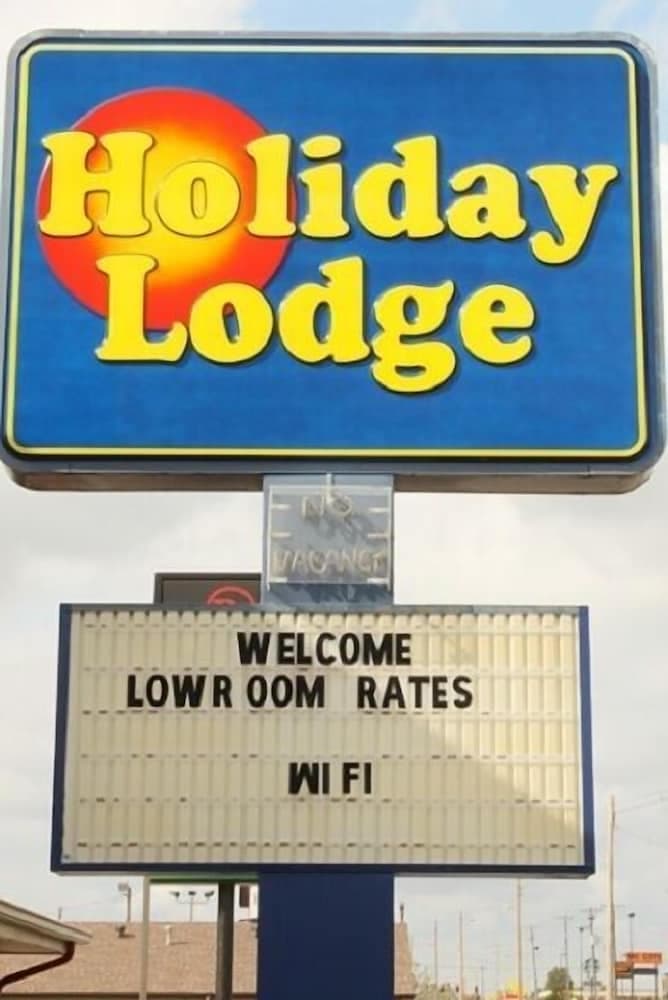 Holiday
Lodge
NO
VACANCY
WELCOME
LOWR OOM RATES
WI FI